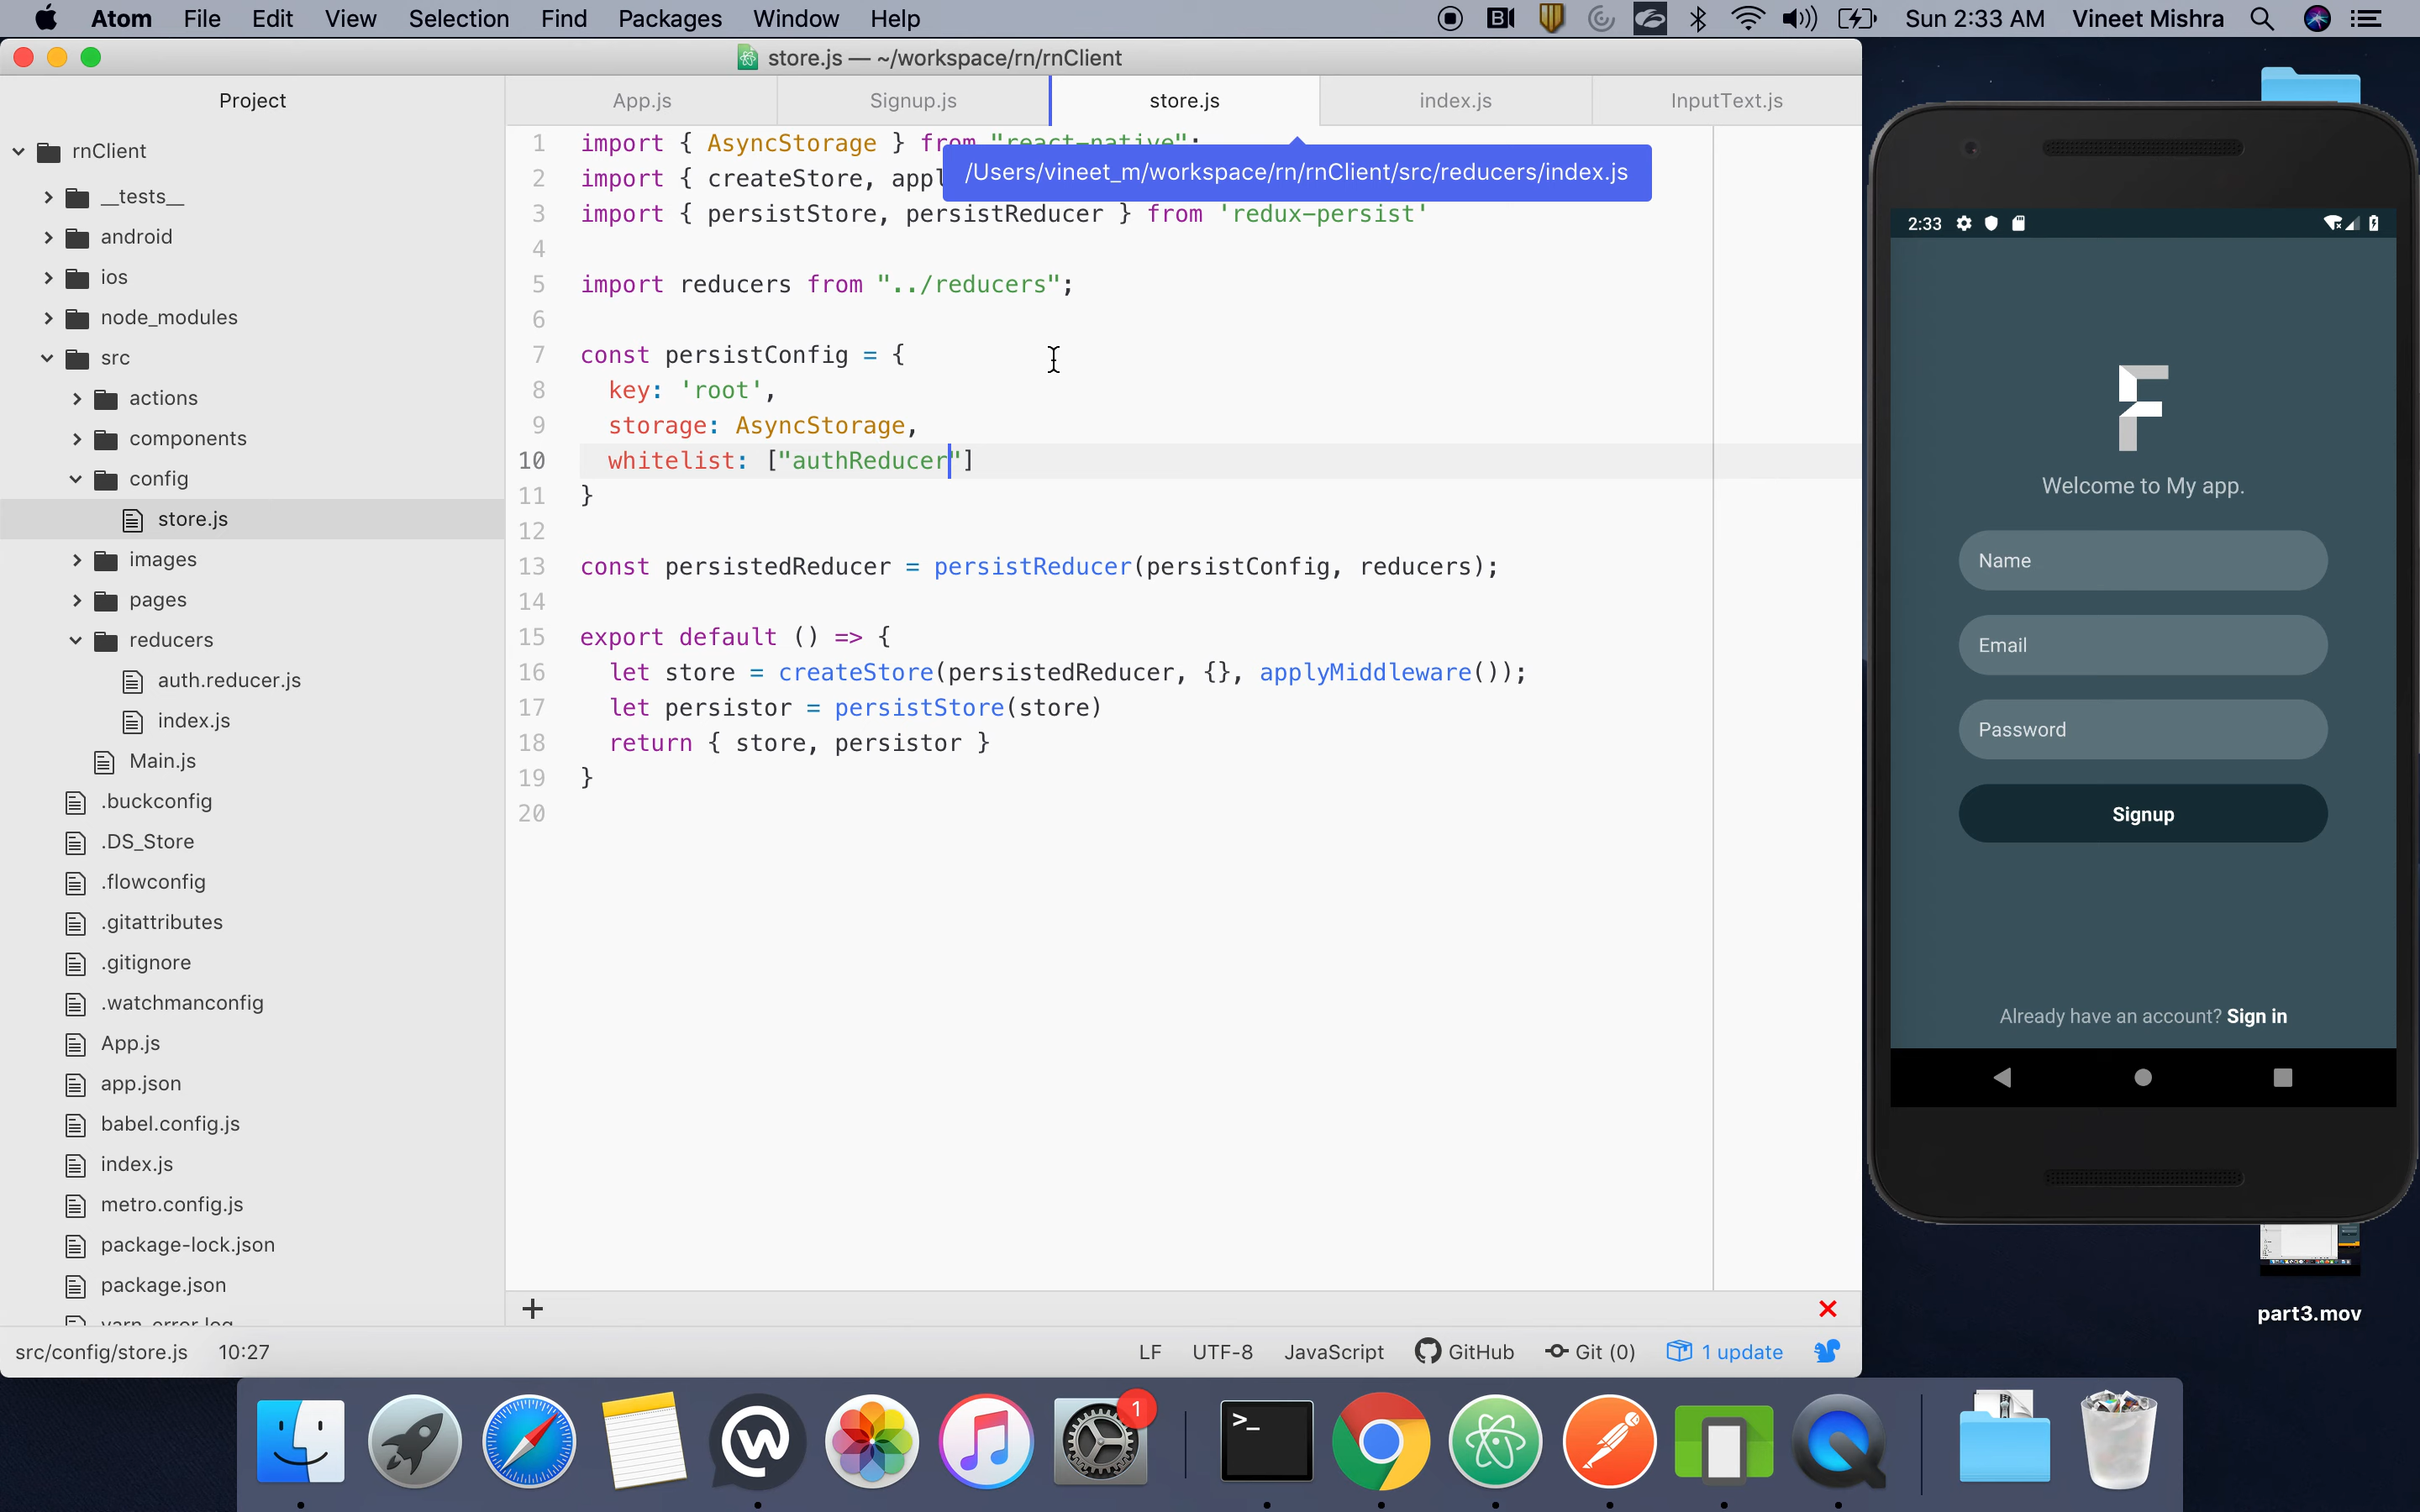 Atom File Edit View Selection Find Packages Window Help Sun 2:33 AM Vineet Mishra
store.js — ~/workspace/rn/rnClient
Project
App.js Signup.js store.js index.js InputText.js
rnClient
__tests__
android
ios
node_modules
src
actions
components
config
store.js
images
pages
reducers
auth.reducer.js
index.js
Main.js
.buckconfig
.DS_Store
.flowconfig
.gitattributes
.gitignore
.watchmanconfig
App.js
app.json
babel.config.js
index.js
metro.config.js
package-lock.json
package.json
yarn-error.log
1 import { AsyncStorage } from "react-native";
/Users/vineet_m/workspace/rn/rnClient/src/reducers/index.js
2 import { createStore, appl
3 import { persistStore, persistReducer } from 'redux-persist'
4
5 import reducers from "../reducers";
6
7 const persistConfig = {
8 key: 'root',
9 storage: AsyncStorage,
10 whitelist: ["authReducer"]
11 }
12
13 const persistedReducer = persistReducer(persistConfig, reducers);
14
15 export default () => {
16 let store = createStore(persistedReducer, {}, applyMiddleware());
17 let persistor = persistStore(store)
18 return { store, persistor }
19 }
20
src/config/store.js 10:27 LF UTF-8 JavaScript GitHub Git (0) 1 update
2:33
Welcome to My app.
Name
Email
Password
Signup
Already have an account? Sign in
part3.mov
1